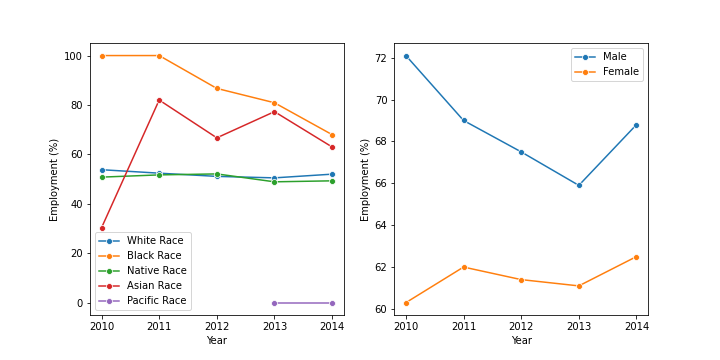 100
80
60
40
20
0
Employment (%)
White Race
Black Race
Native Race
Asian Race
Pacific Race
2010 2011 2012 2013 2014
Year
72
70
68
66
64
62
60
Employment (%)
Male
Female
2010 2011 2012 2013 2014
Year